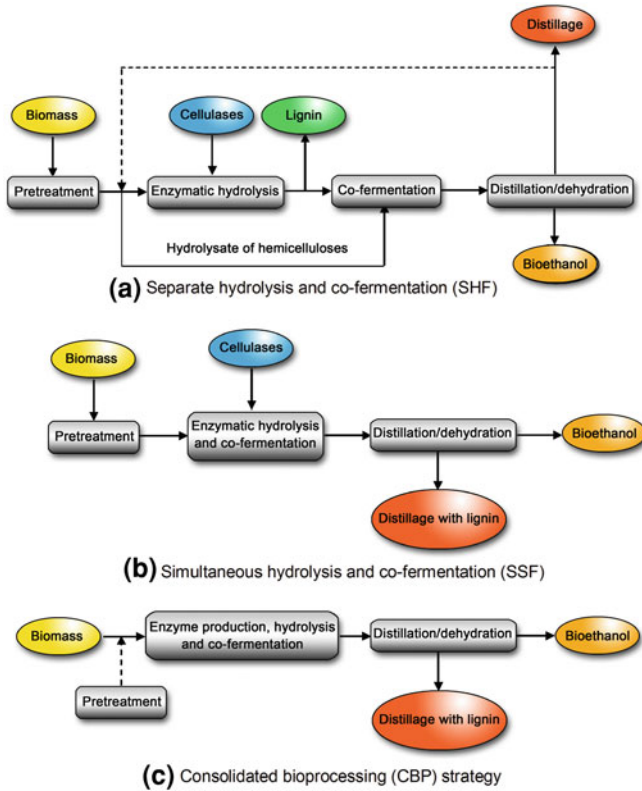 Distillage
Biomass
Cellulases
Lignin
Pretreatment
Enzymatic hydrolysis
Co-fermentation
Distillation/dehydration
Hydrolysate of hemicelluloses
Bioethanol
(a) Separate hydrolysis and co-fermentation (SHF)
Biomass
Cellulases
Pretreatment
Enzymatic hydrolysis
and co-fermentation
Distillation/dehydration
Bioethanol
Distillage with lignin
(b) Simultaneous hydrolysis and co-fermentation (SSF)
Biomass
Enzyme production, hydrolysis
and co-fermentation
Distillation/dehydration
Bioethanol
Pretreatment
Distillage with lignin
(c) Consolidated bioprocessing (CBP) strategy